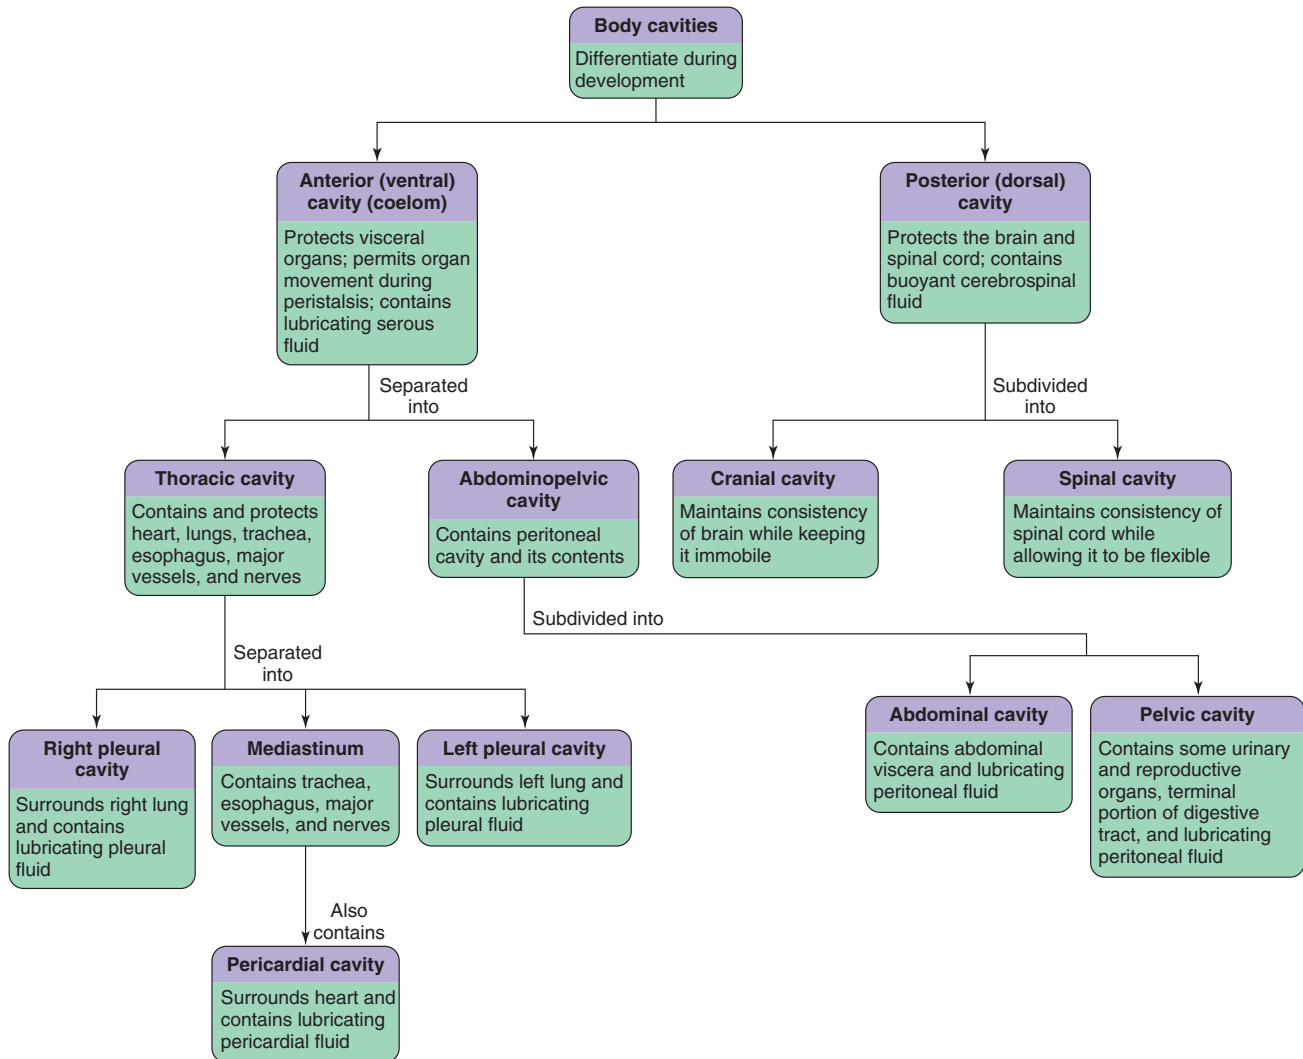 Body cavities
Differentiate during
development
Anterior (ventral)
cavity (coelom)
Protects visceral
organs; permits organ
movement during
peristalsis; contains
lubricating serous
fluid
Posterior (dorsal)
cavity
Protects the brain and
spinal cord; contains
buoyant cerebrospinal
fluid
Separated
into
Subdivided
into
Thoracic cavity
Contains and protects
heart, lungs, trachea,
esophagus, major
vessels, and nerves
Abdominopelvic
cavity
Contains peritoneal
cavity and its contents
Cranial cavity
Maintains consistency
of brain while keeping
it immobile
Spinal cavity
Maintains consistency of
spinal cord while
allowing it to be flexible
Separated
into
Subdivided into
Right pleural
cavity
Surrounds right lung
and contains
lubricating pleural
fluid
Mediastinum
Contains trachea,
esophagus, major
vessels, and nerves
Left pleural cavity
Surrounds left lung and
contains lubricating
pleural fluid
Abdominal cavity
Contains abdominal
viscera and lubricating
peritoneal fluid
Pelvic cavity
Contains some urinary
and reproductive
organs, terminal
portion of digestive
tract, and lubricating
peritoneal fluid
Also
contains
Pericardial cavity
Surrounds heart and
contains lubricating
pericardial fluid